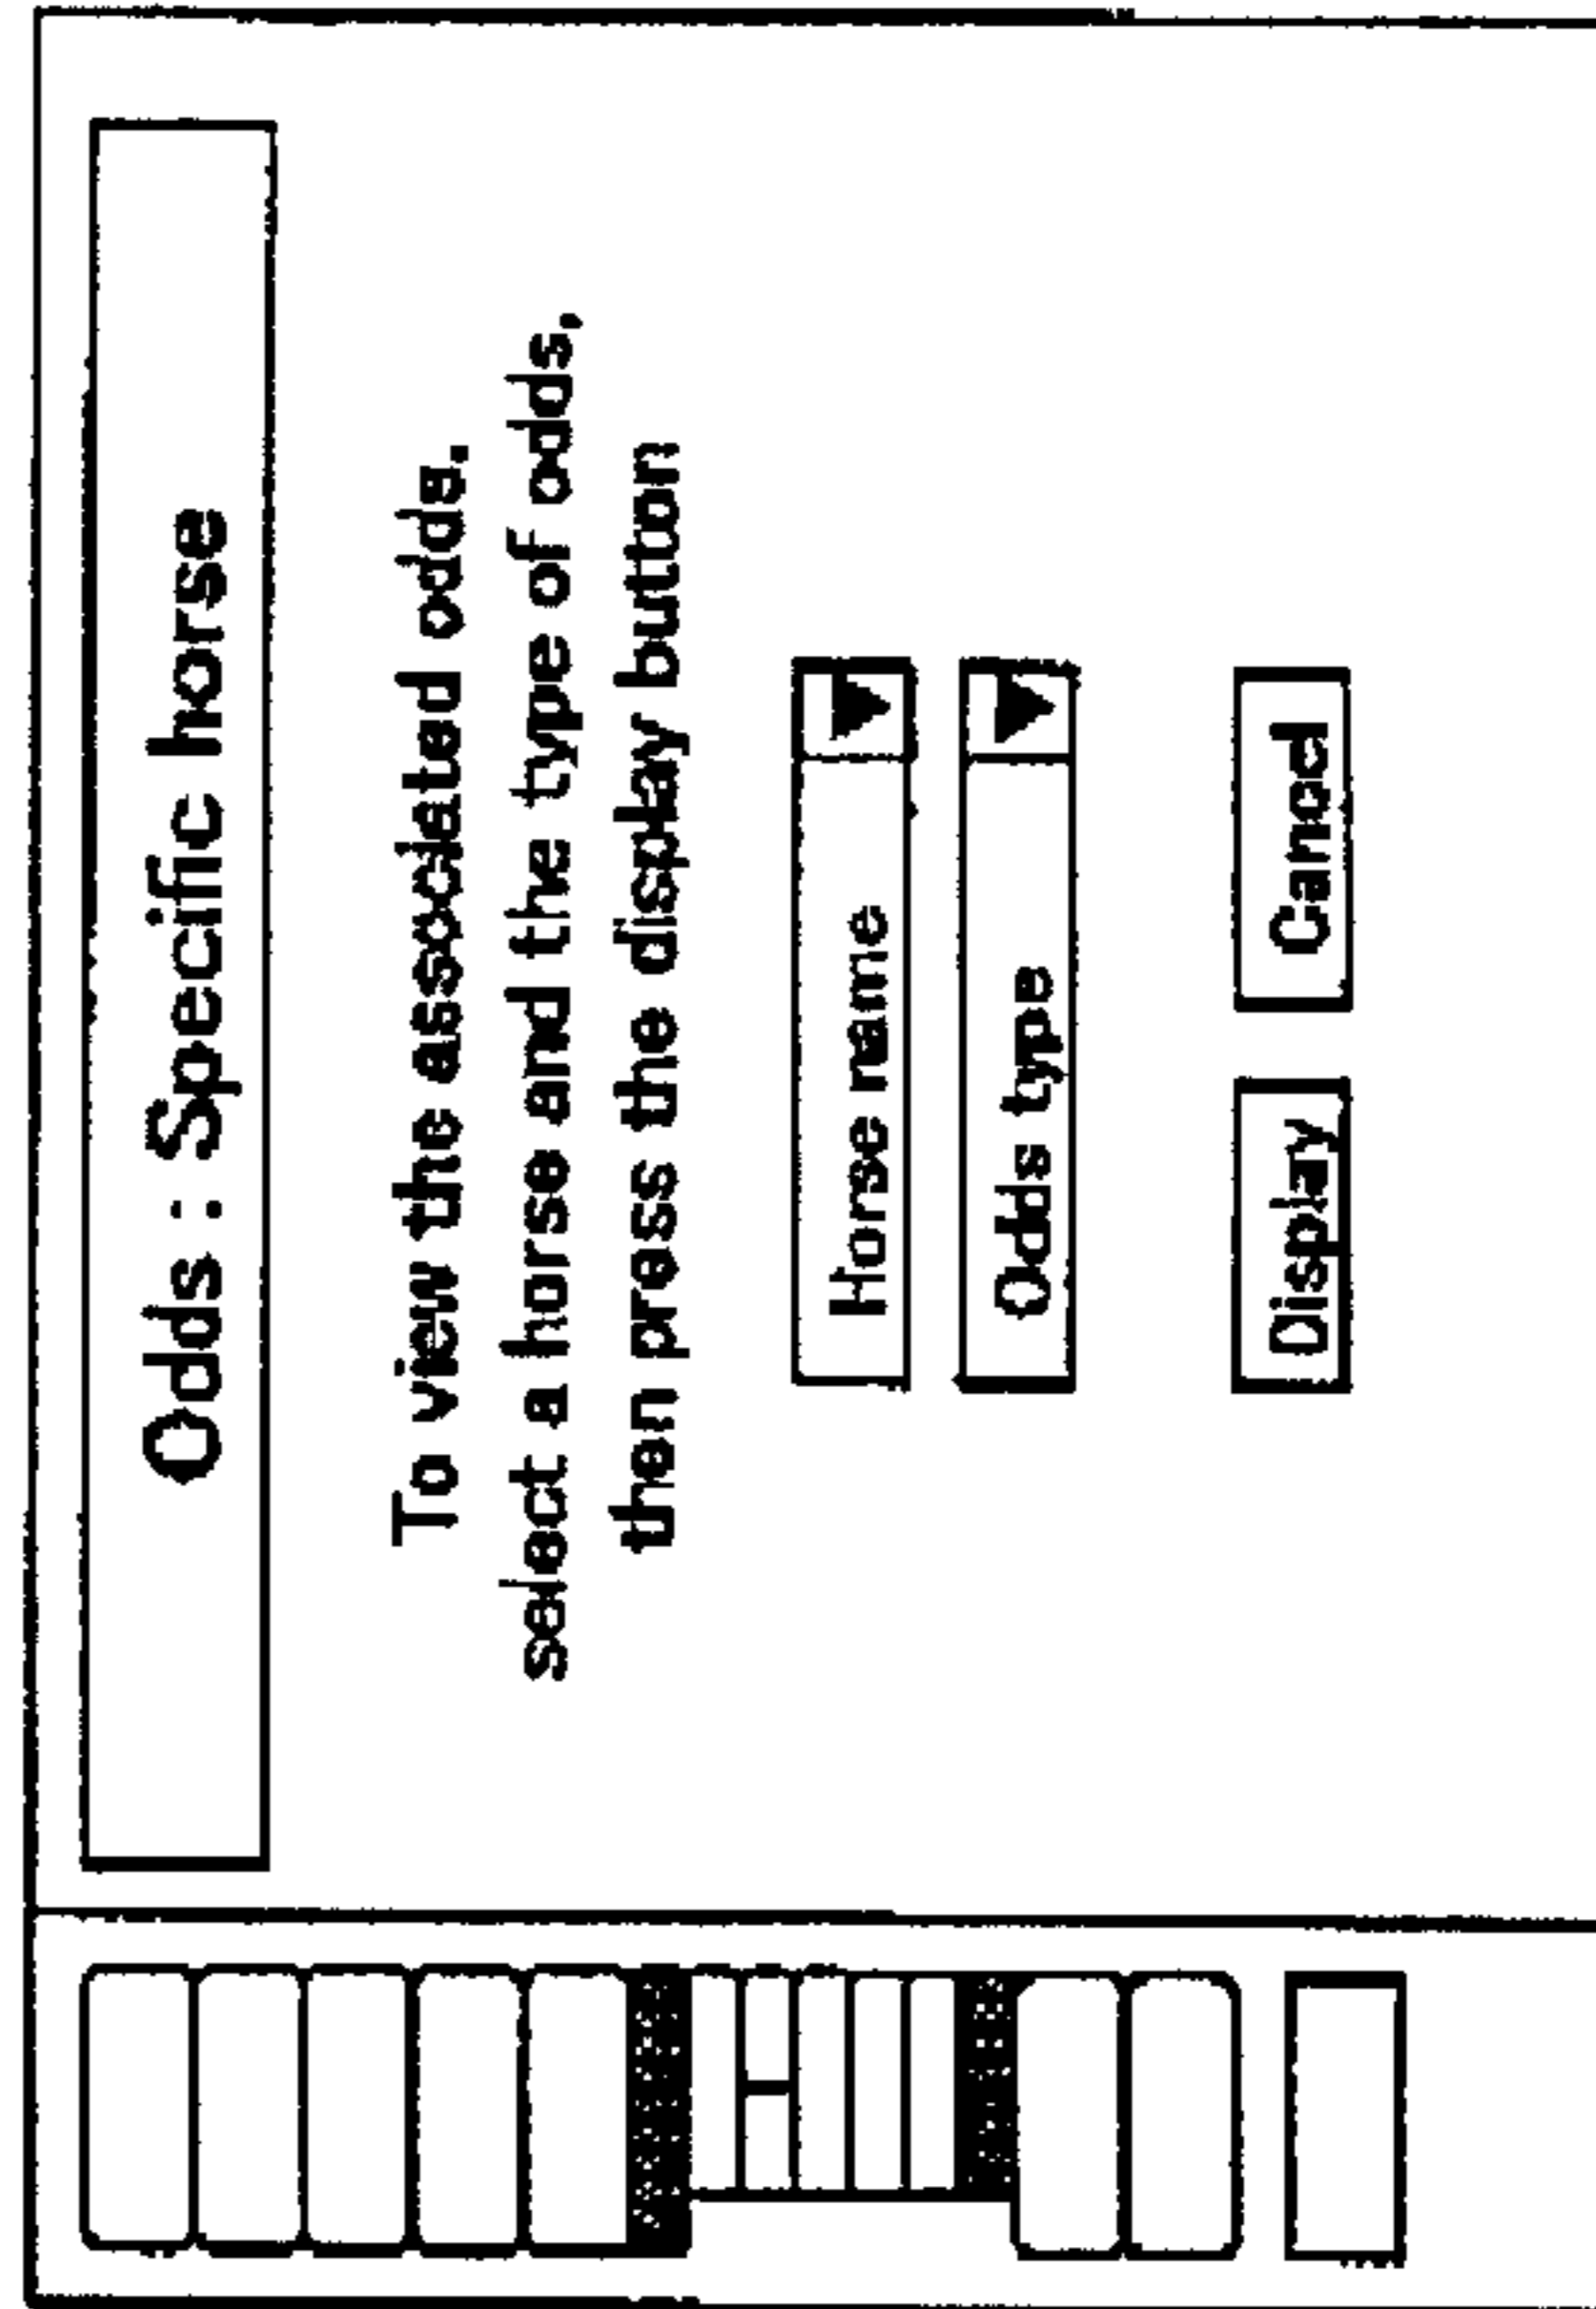 Odds : Specific horse
To view the associated odds,
select a horse and the type of odds,
then press the display button
Horse name
Odds type
Display
Cancel